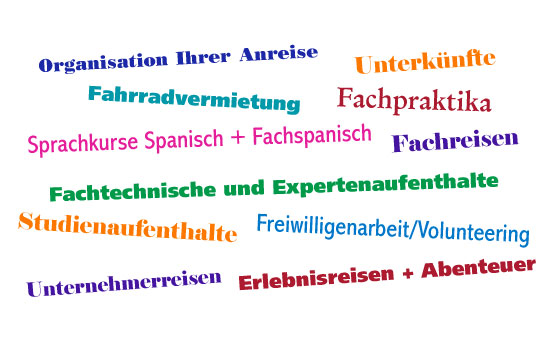 Organisation Ihrer Anreise
Unterkünfte
Fahrradvermietung
Fachpraktika
Sprachkurse Spanisch + Fachspanisch
Fachreisen
Fachtechnische und Expertenaufenthalte
Studienaufenthalte
Freiwilligenarbeit/Volunteering
Unternehmerreisen
Erlebnisreisen + Abenteuer